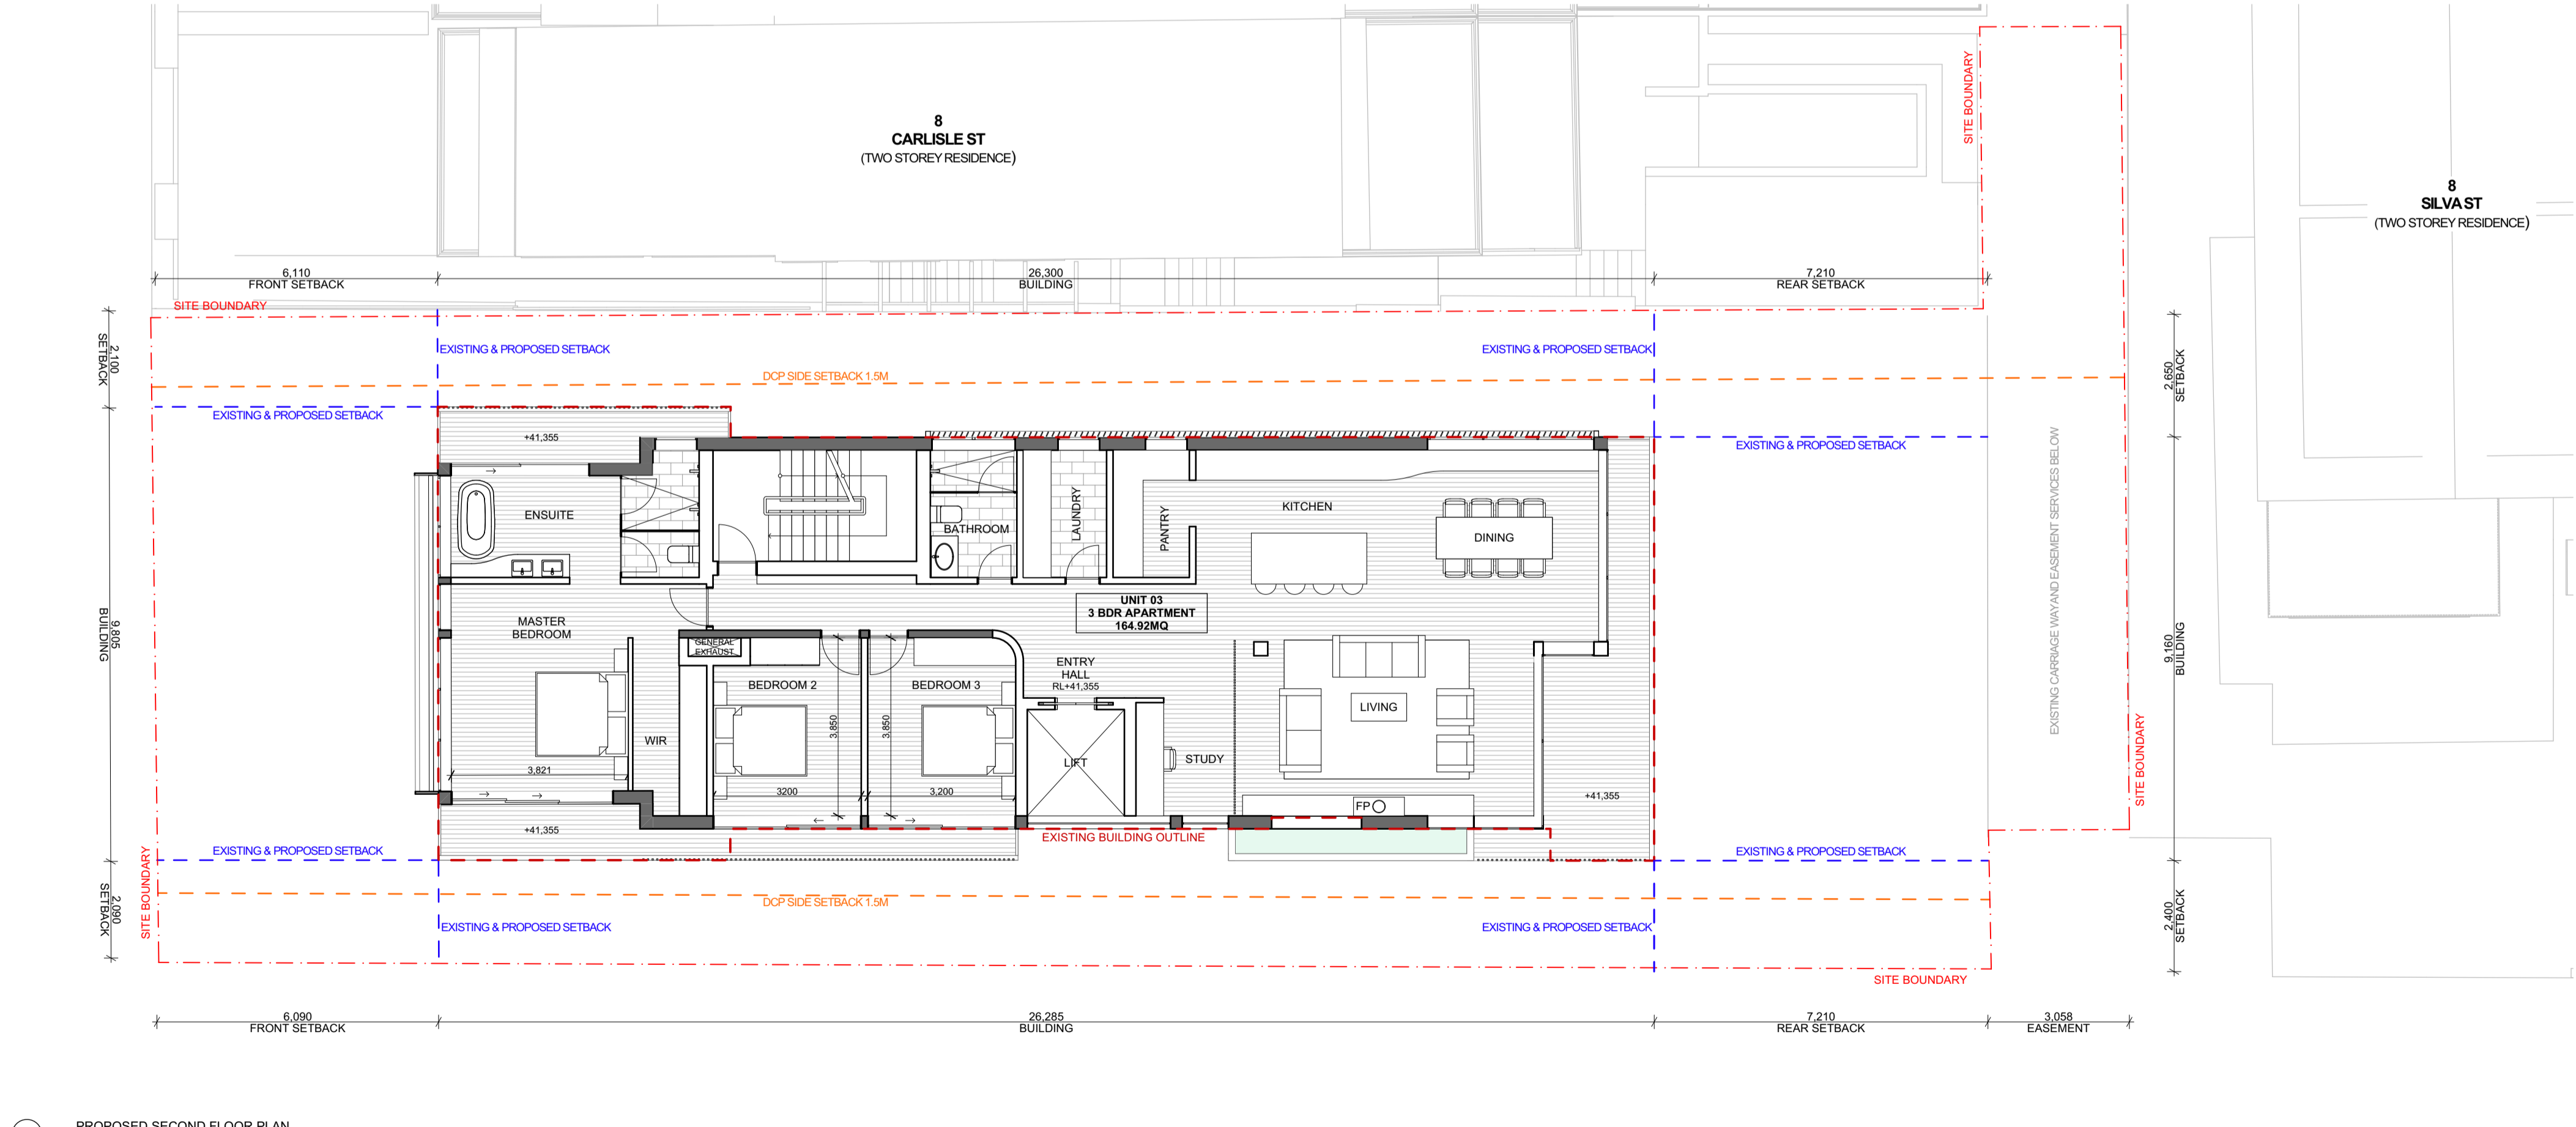 8
CARLISLE ST
(TWO STOREY RESIDENCE)
SITE BOUNDARY
8
SILVA ST
(TWO STOREY RESIDENCE)
6,110
FRONT SETBACK
26,300
BUILDING
7,210
REAR SETBACK
SITE BOUNDARY
2,100
SETBACK
EXISTING & PROPOSED SETBACK
EXISTING & PROPOSED SETBACK
2,650
SETBACK
DCP SIDE SETBACK 1.5M
EXISTING & PROPOSED SETBACK
+41,355
EXISTING & PROPOSED SETBACK
EXISTING CARRIAGE WAY AND EASEMENT SERVICES BELOW
ENSUITE
BATHROOM
LAUNDRY
PANTRY
KITCHEN
DINING
9,805
BUILDING
MASTER
BEDROOM
UNIT 03
3 BDR APARTMENT
164.92MQ
GENERAL
EXHAUST
9,160
BUILDING
ENTRY
HALL
RL+41,355
BEDROOM 2
BEDROOM 3
LIVING
3,850
3,850
WIR
STUDY
LIFT
3,821
3200
3,200
FP
+41,355
SITE BOUNDARY
+41,355
EXISTING BUILDING OUTLINE
EXISTING & PROPOSED SETBACK
EXISTING & PROPOSED SETBACK
SITE BOUNDARY
2,090
SETBACK
DCP SIDE SETBACK 1.5M
2,400
SETBACK
EXISTING & PROPOSED SETBACK
EXISTING & PROPOSED SETBACK
SITE BOUNDARY
6,090
FRONT SETBACK
26,285
BUILDING
7,210
REAR SETBACK
3,058
EASEMENT
PROPOSED SECOND FLOOR PLAN